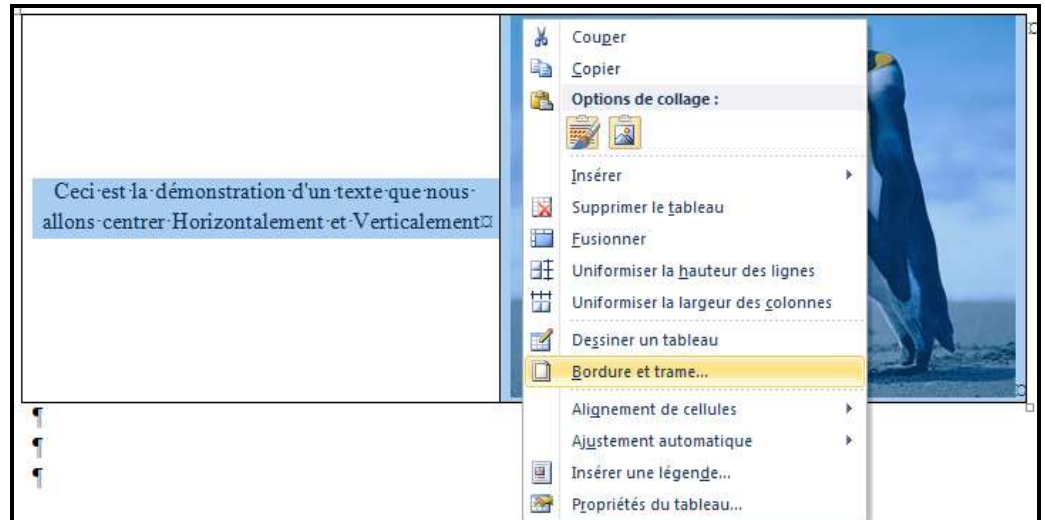 Ceci est la démonstration d'un texte que nous
allons centrer Horizontalement et Verticalement¤
Couper
Copier
Options de collage :
Insérer
Supprimer le tableau
Fusionner
Uniformiser la hauteur des lignes
Uniformiser la largeur des colonnes
Dessiner un tableau
Bordure et trame...
Alignement de cellules
Ajustement automatique
Insérer une légende...
Propriétés du tableau...
¶
¶
¶